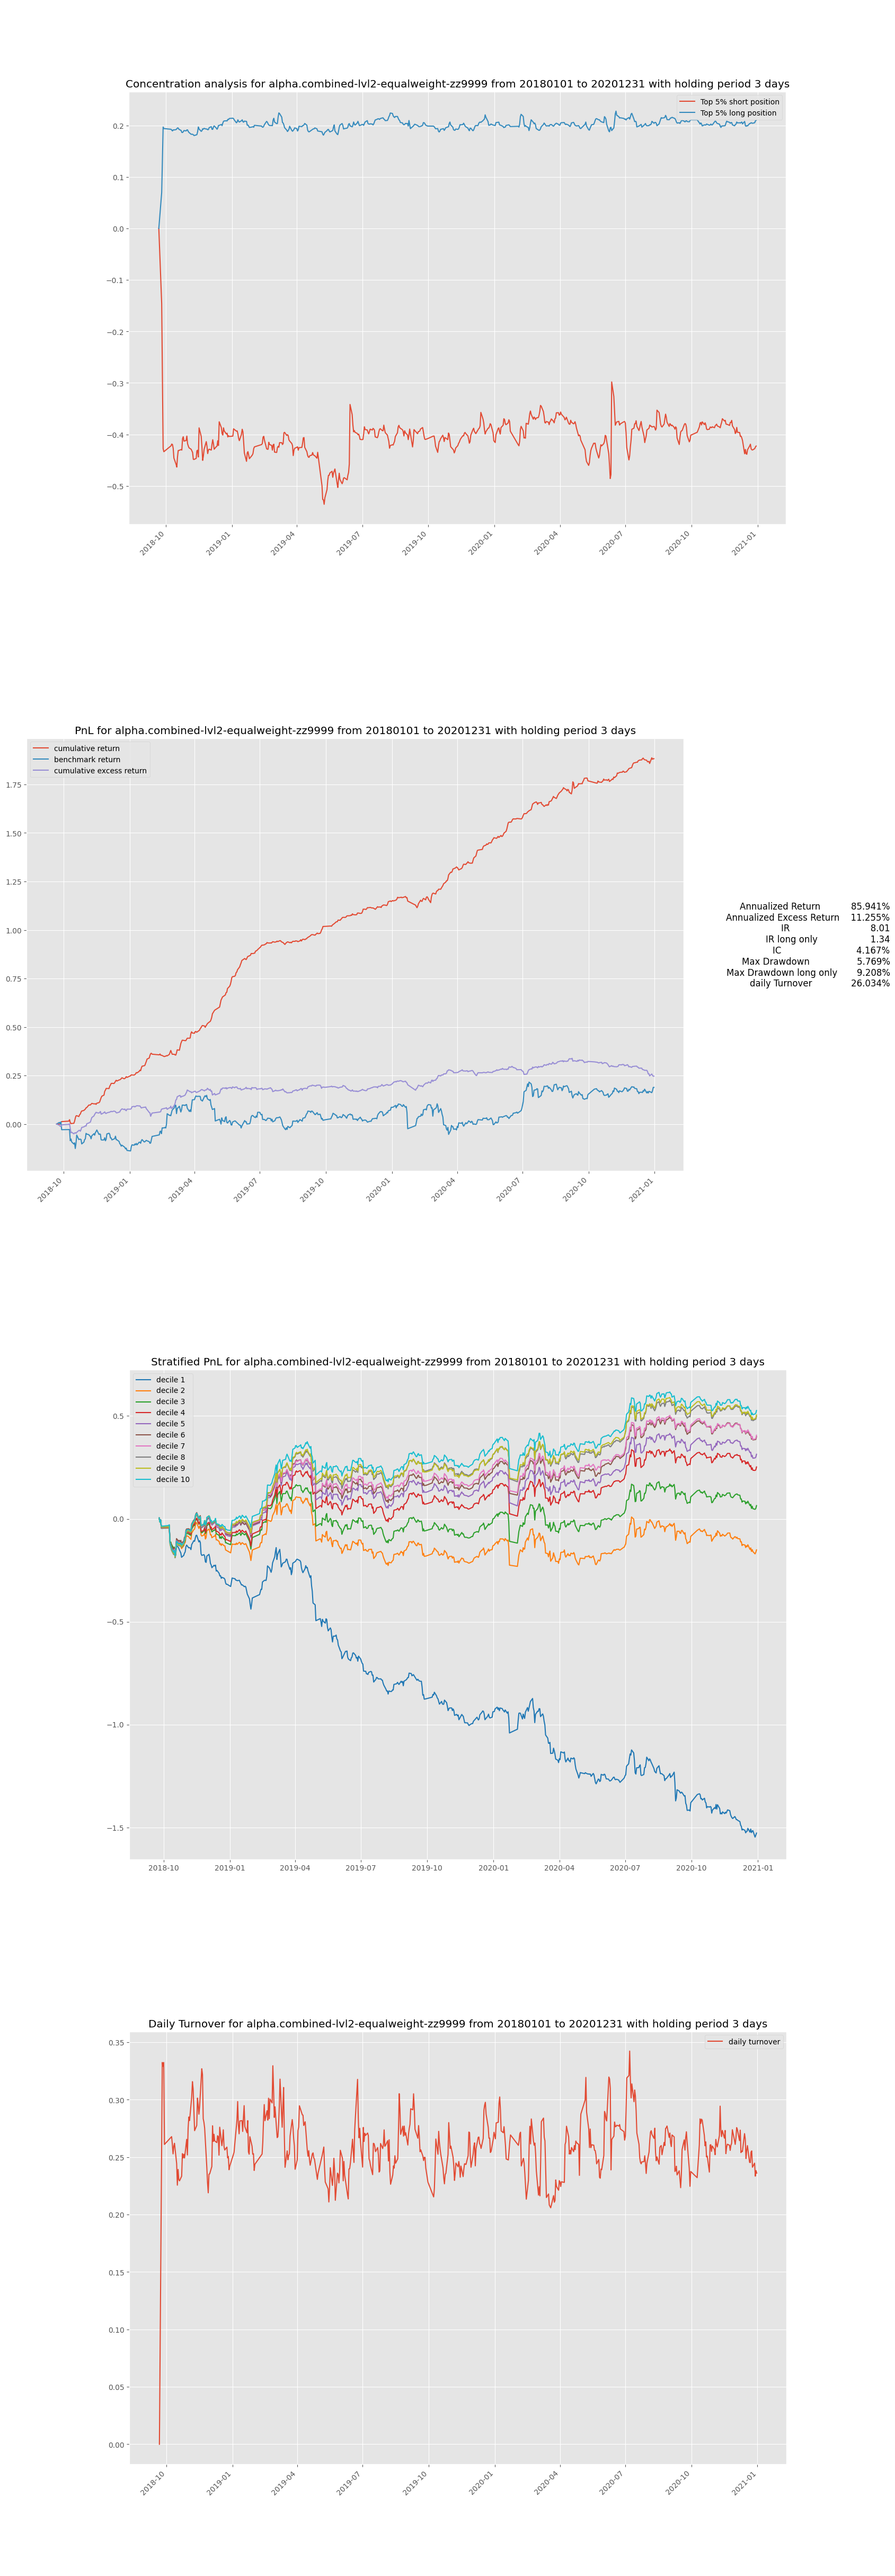 Concentration analysis for alpha.combined-lvl2-equalweight-zz9999 from 20180101 to 20201231 with holding period 3 days
Top 5% short position
Top 5% long position
0.2
0.1
0.0
−0.1
−0.2
−0.3
−0.4
−0.5
2018-10
2019-01
2019-04
2019-07
2019-10
2020-01
2020-04
2020-07
2020-10
2021-01
PnL for alpha.combined-lvl2-equalweight-zz9999 from 20180101 to 20201231 with holding period 3 days
cumulative return
benchmark return
cumulative excess return
1.75
1.50
1.25
1.00
0.75
0.50
0.25
0.00
2018-10
2019-01
2019-04
2019-07
2019-10
2020-01
2020-04
2020-07
2020-10
2021-01
Annualized Return 85.941%
Annualized Excess Return 11.255%
IR 8.01
IR long only 1.34
IC 4.167%
Max Drawdown 5.769%
Max Drawdown long only 9.208%
daily Turnover 26.034%
Stratified PnL for alpha.combined-lvl2-equalweight-zz9999 from 20180101 to 20201231 with holding period 3 days
decile 1
decile 2
decile 3
decile 4
decile 5
decile 6
decile 7
decile 8
decile 9
decile 10
0.5
0.0
−0.5
−1.0
−1.5
2018-10
2019-01
2019-04
2019-07
2019-10
2020-01
2020-04
2020-07
2020-10
2021-01
Daily Turnover for alpha.combined-lvl2-equalweight-zz9999 from 20180101 to 20201231 with holding period 3 days
daily turnover
0.35
0.30
0.25
0.20
0.15
0.10
0.05
0.00
2018-10
2019-01
2019-04
2019-07
2019-10
2020-01
2020-04
2020-07
2020-10
2021-01